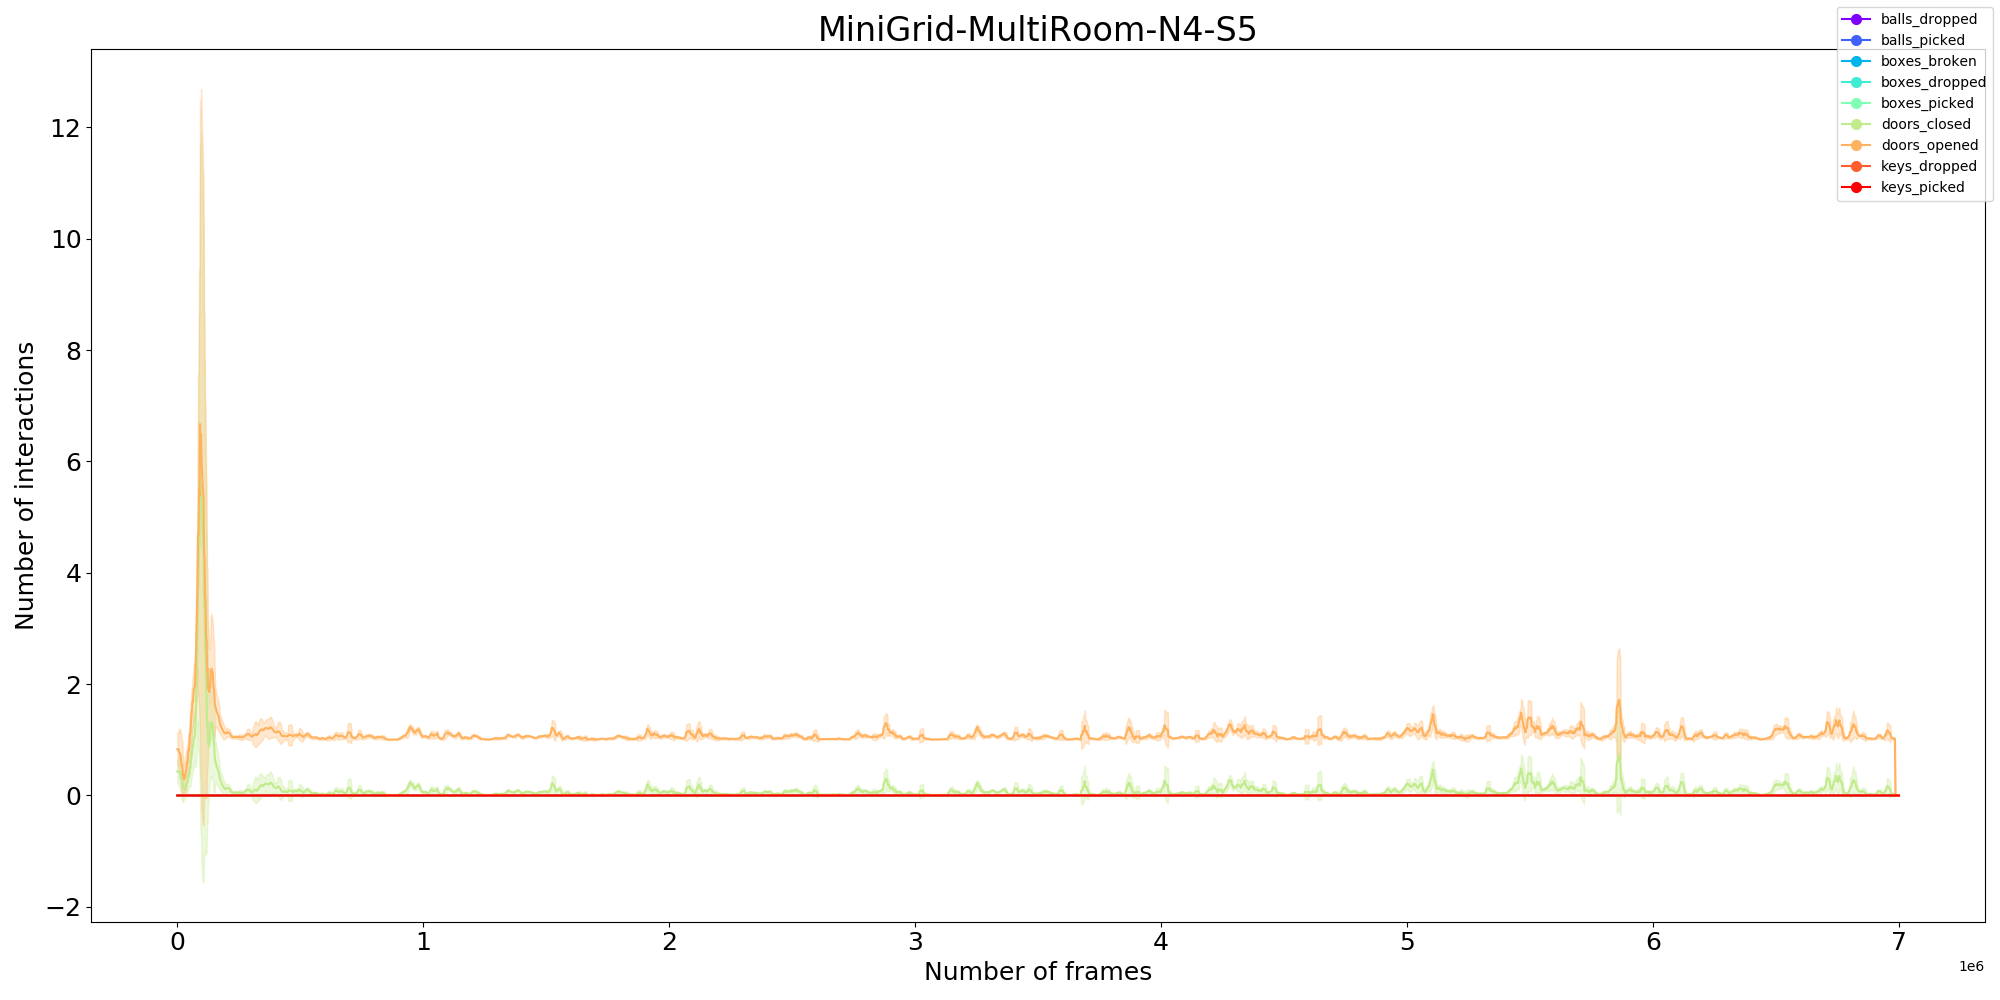 MiniGrid-MultiRoom-N4-S5
balls_dropped
balls_picked
boxes_broken
boxes_dropped
boxes_picked
doors_closed
doors_opened
keys_dropped
keys_picked
Number of interactions
12
10
8
6
4
2
0
−2
0 1 2 3 4 5 6 7
1e6
Number of frames